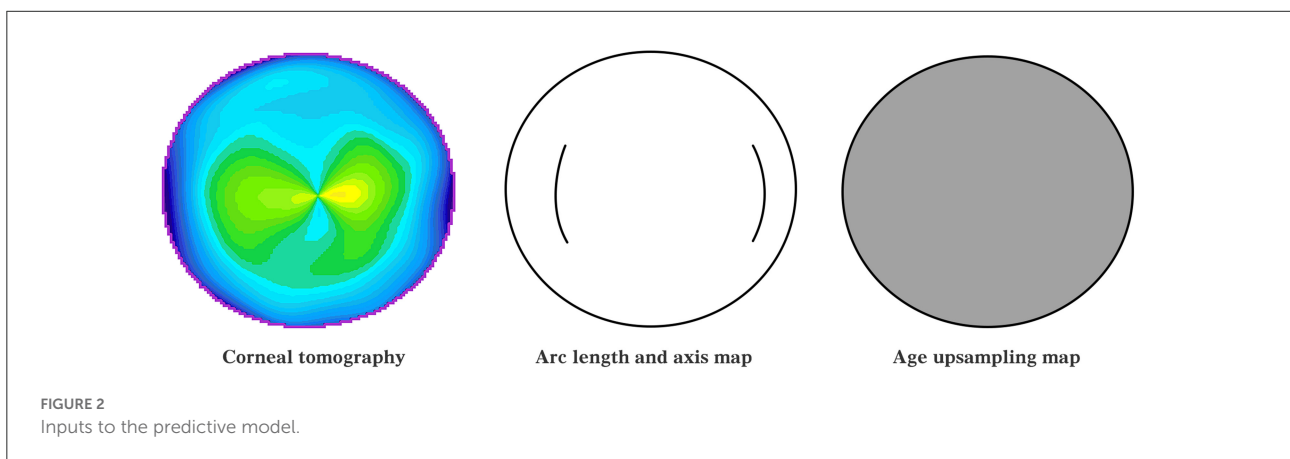 Corneal tomography
Arc length and axis map
Age upsampling map
FIGURE 2
Inputs to the predictive model.